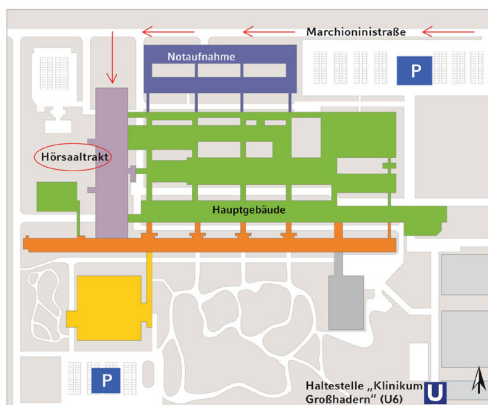 Marchioninistraße
Notaufnahme
P
Hörsaaltrakt
Hauptgebäude
P
Haltestelle „Klinikum
Großhadern“ (U6)
U